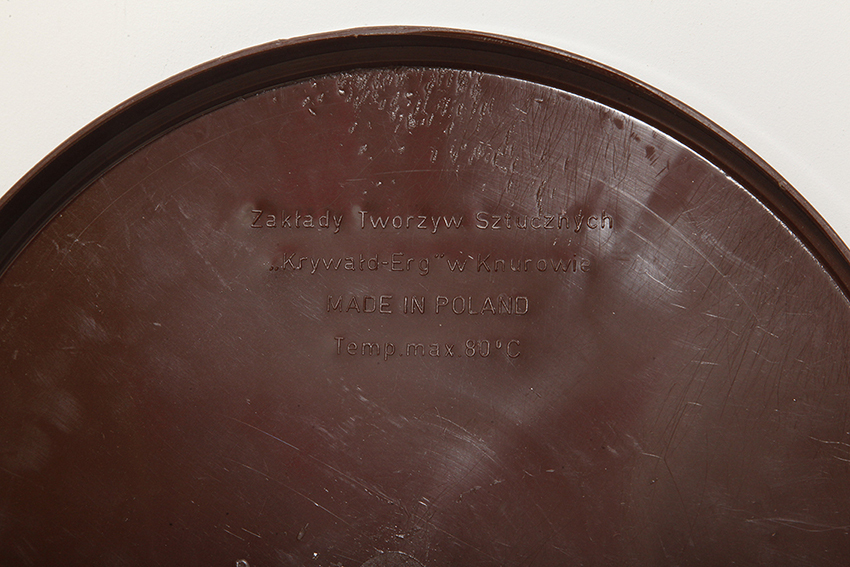 Zakłady Tworzyw Sztucznych
„Krywałd-Erg” w Knurowie
MADE IN POLAND
Temp.max.80°C